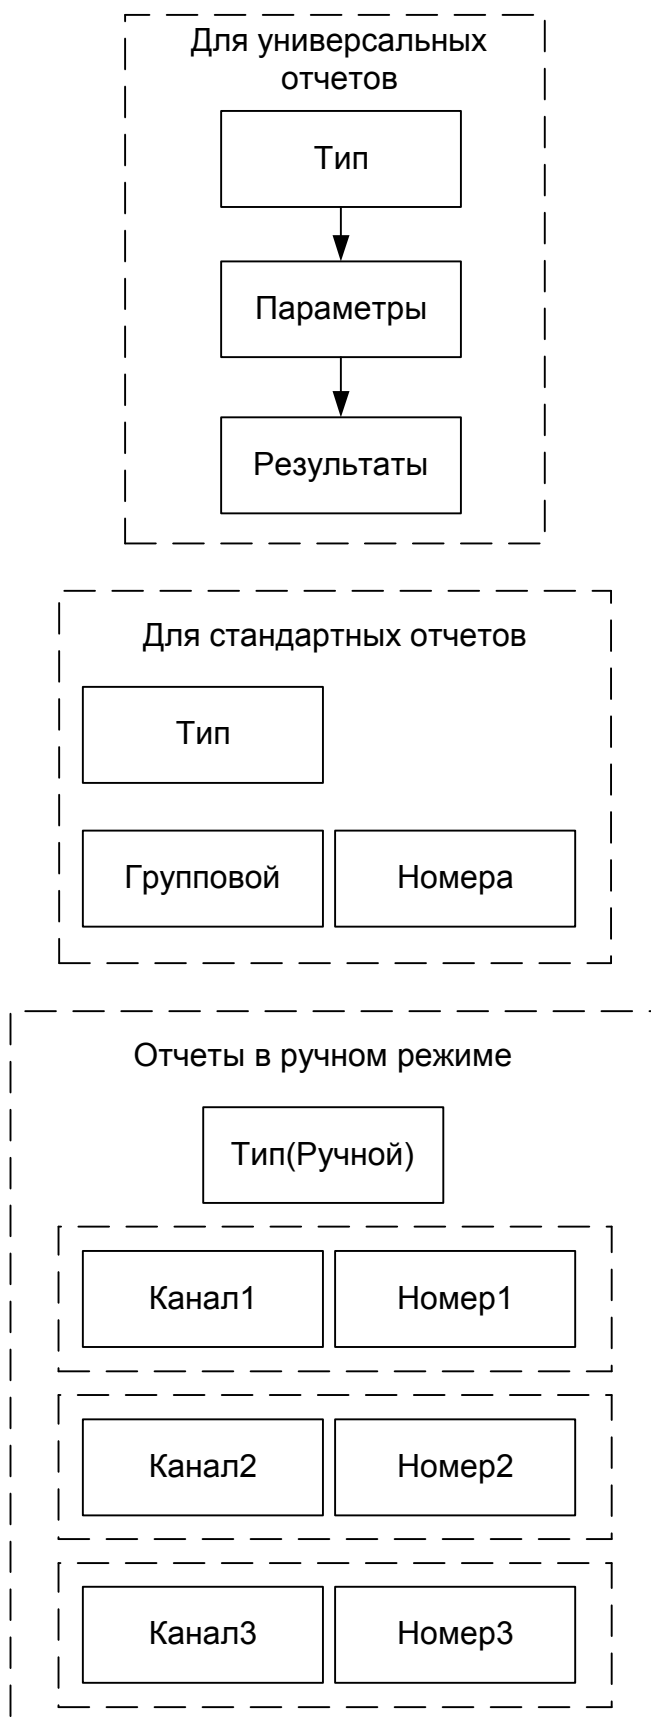 Для универсальных
отчетов
Тип
Параметры
Результаты
Для стандартных отчетов
Тип
Групповой Номера
Отчеты в ручном режиме
Тип(Ручной)
Канал1 Номер1
Канал2 Номер2
Канал3 Номер3